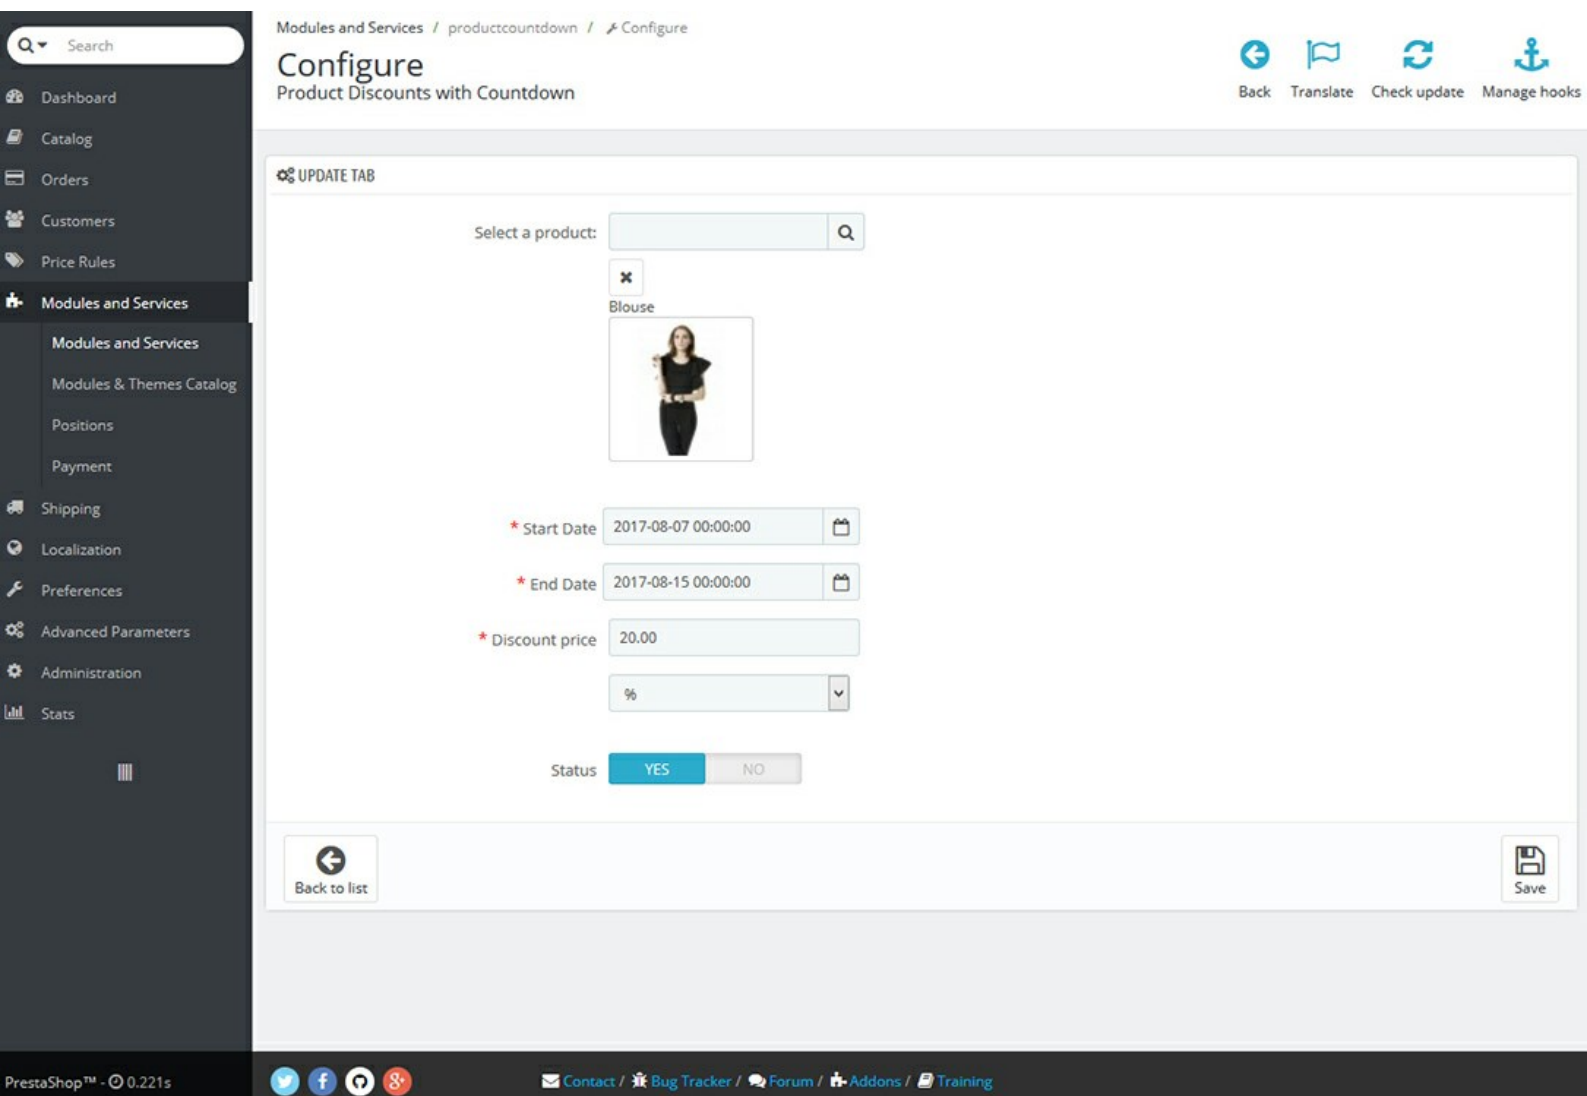 Search
Dashboard
Catalog
Orders
Customers
Price Rules
Modules and Services
Modules and Services
Modules & Themes Catalog
Positions
Payment
Shipping
Localization
Preferences
Advanced Parameters
Administration
Stats
Modules and Services / productcountdown / Configure
Configure
Product Discounts with Countdown
Back Translate Check update Manage hooks
UPDATE TAB
Select a product:
Blouse
* Start Date 2017-08-07 00:00:00
* End Date 2017-08-15 00:00:00
* Discount price 20.00
%
Status YES NO
Back to list
Save
PrestaShop™ - 0.221s
Contact / Bug Tracker / Forum / Addons / Training